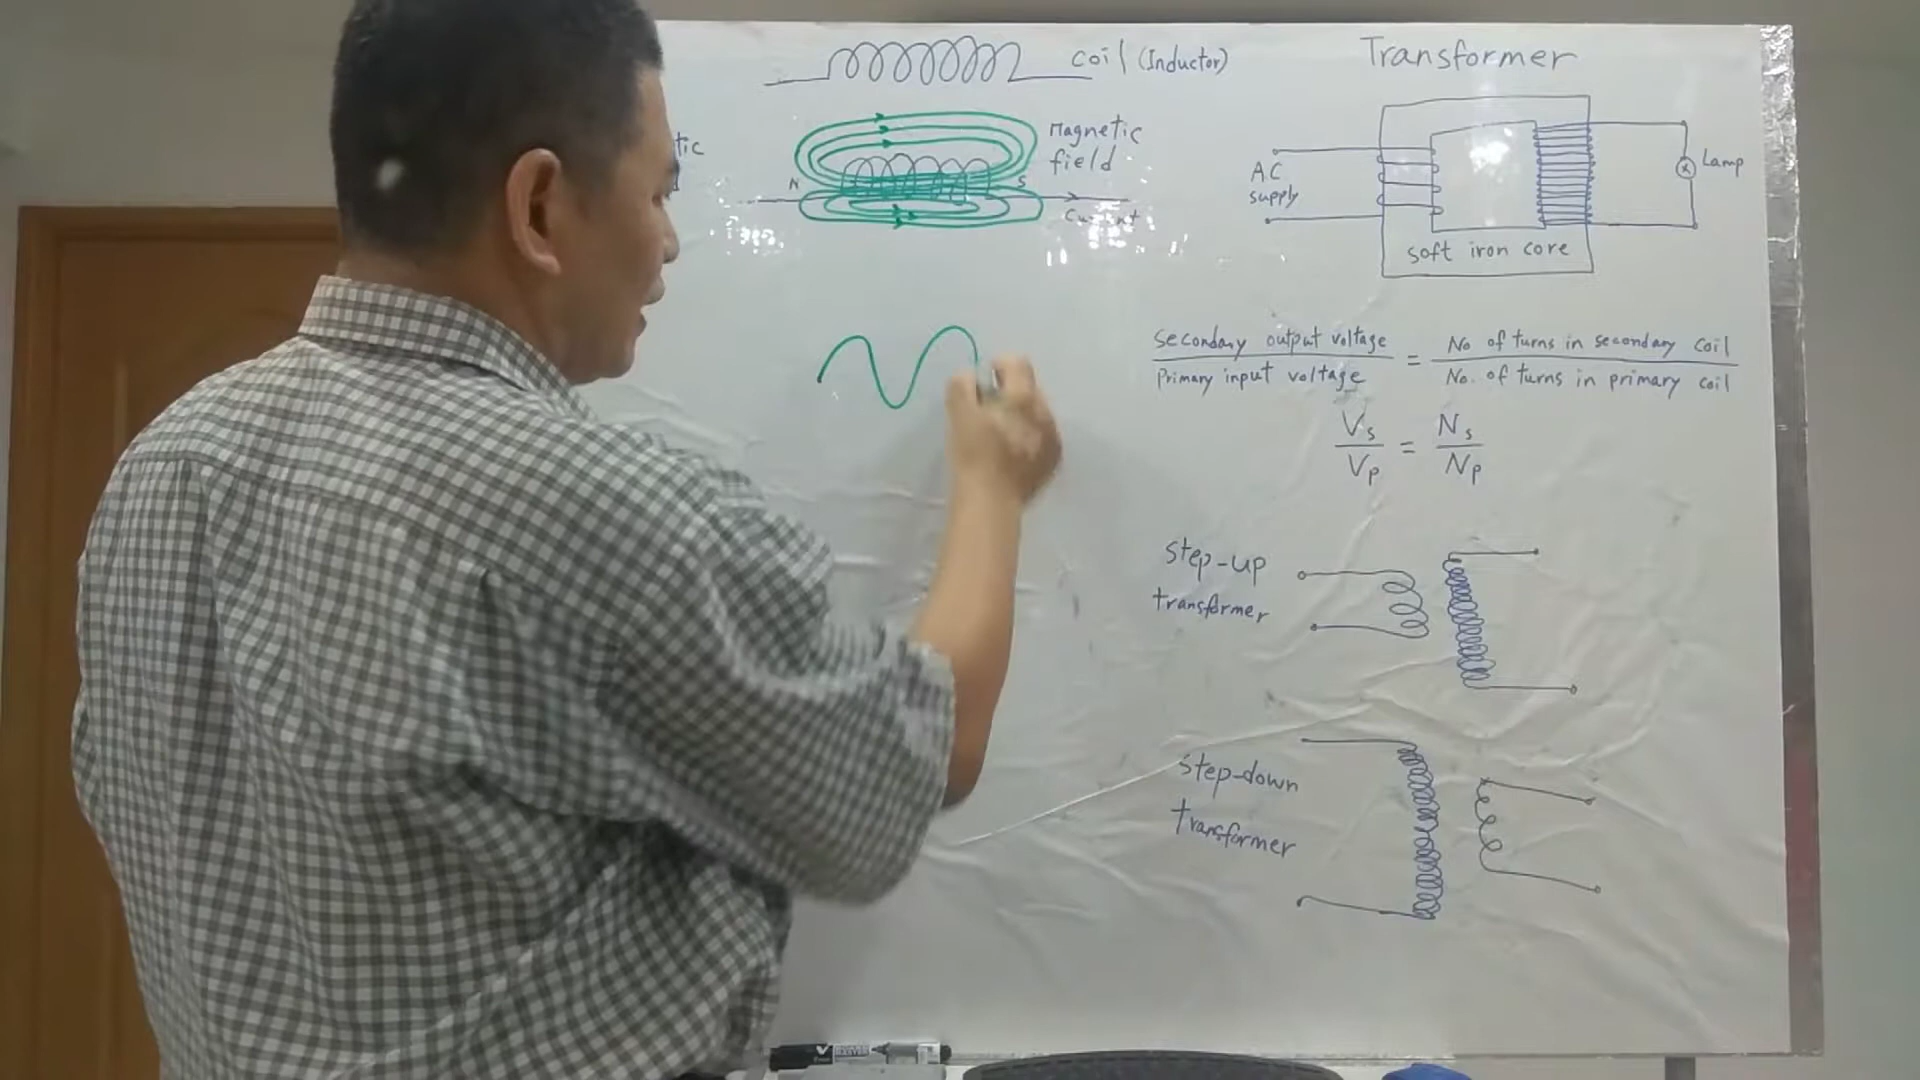 coil (Inductor)
Transformer
tic
Magnetic
field
N
S
Current
AC
supply
Lamp
soft iron core
Secondary output voltage
Primary input voltage
=
No of turns in secondary coil
No. of turns in primary coil
Vs
Vp
=
Ns
Np
Step-up
transformer
Step-down
transformer